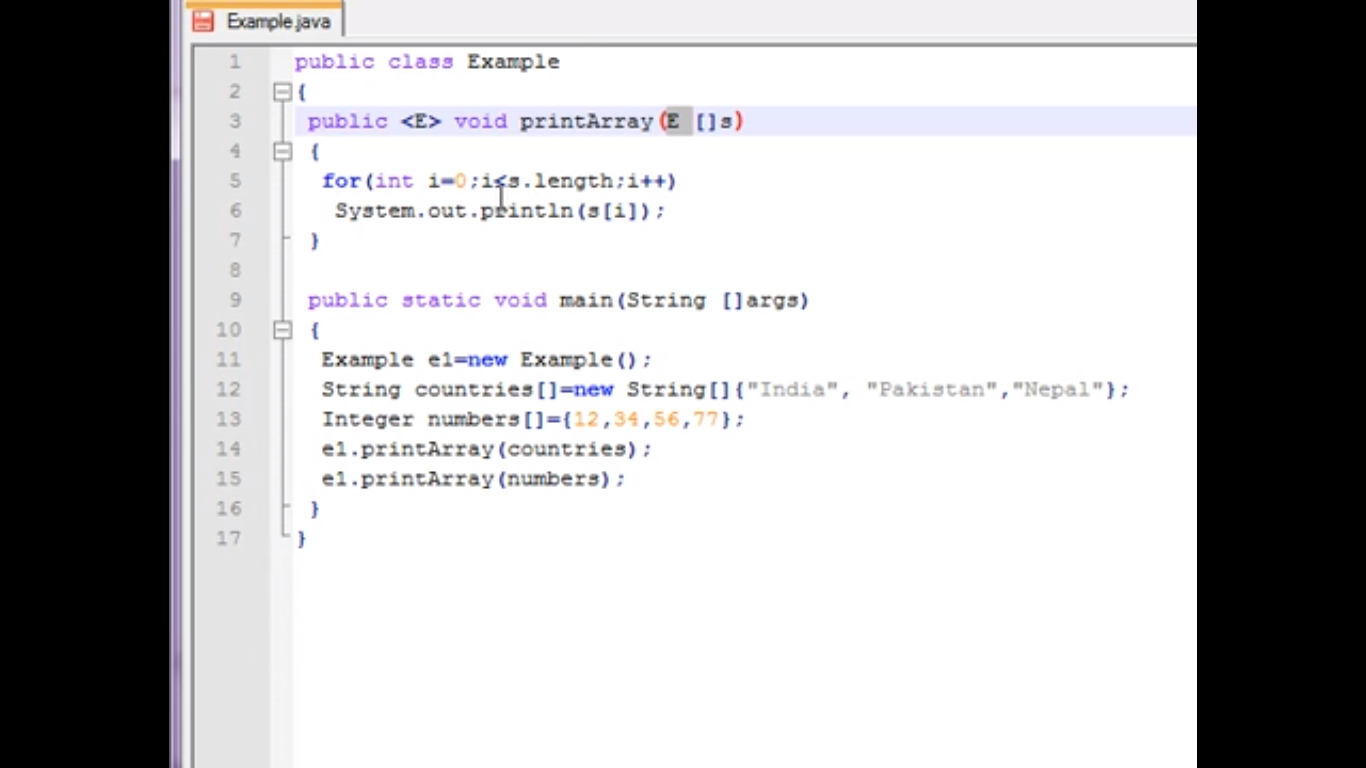 Example.java
1 public class Example
2 {
3 public <E> void printArray(E []s)
4 {
5 for(int i=0;i<s.length;i++)
6 System.out.println(s[i]);
7 }
8
9 public static void main(String []args)
10 {
11 Example e1=new Example();
12 String countries[]=new String[]{"India", "Pakistan","Nepal"};
13 Integer numbers[]={12,34,56,77};
14 e1.printArray(countries);
15 e1.printArray(numbers);
16 }
17 }